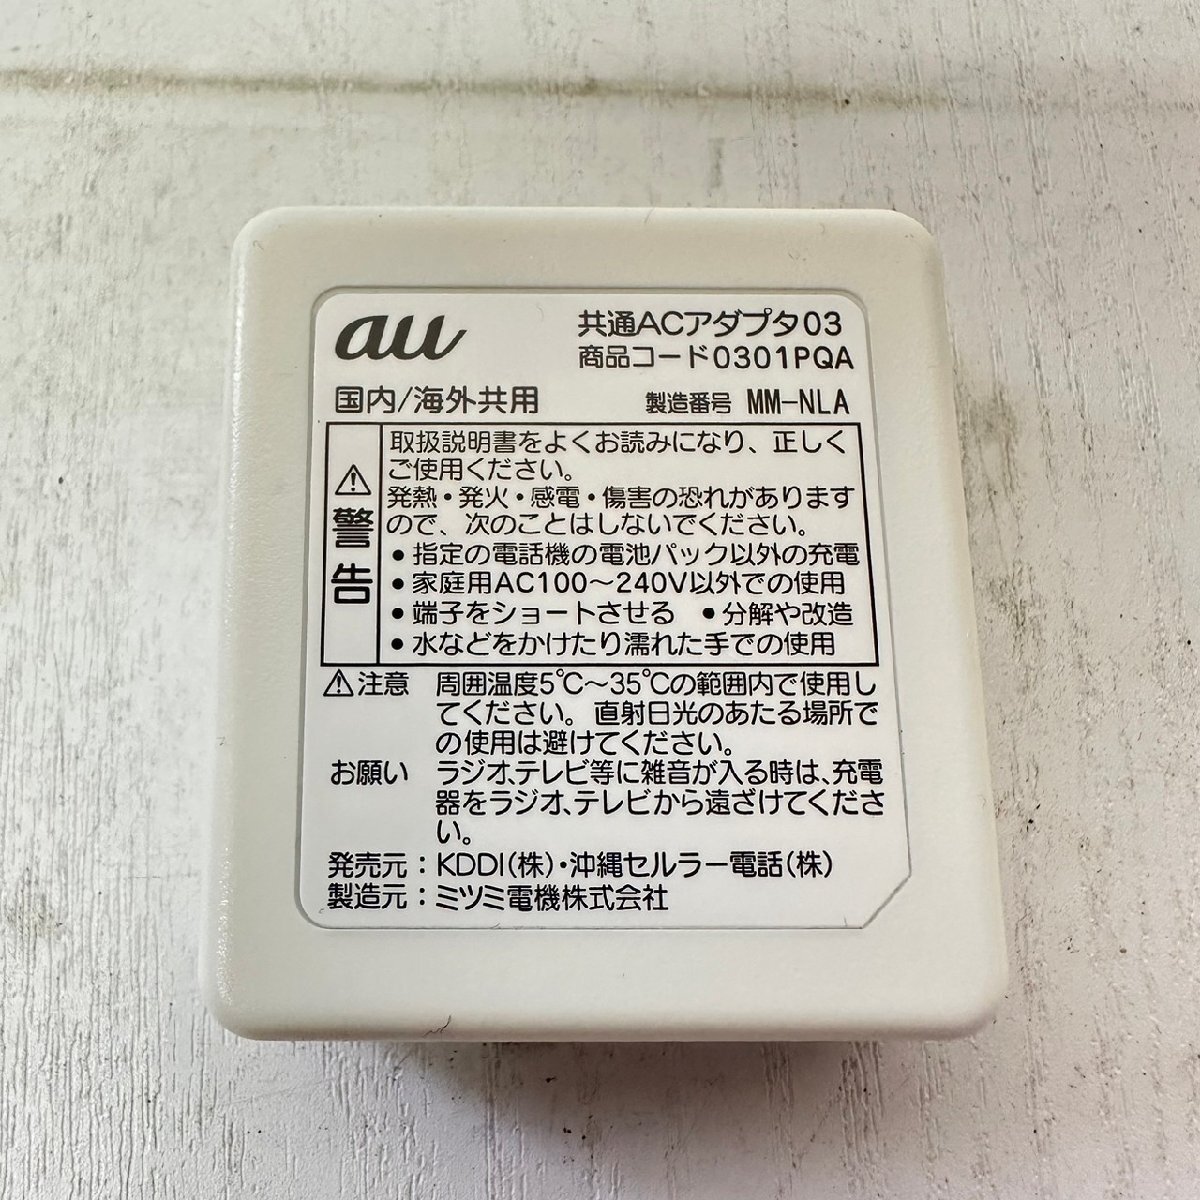 au
共通ACアダプタ03
商品コード0301PQA
国内/海外共用 製造番号 MM-NLA
⚠警告
取扱説明書をよくお読みになり、正しく
ご使用ください。
発熱・発火・感電・傷害の恐れがあります
ので、次のことはしないでください。
•指定の電話機の電池パック以外の充電
•家庭用AC100～240V以外での使用
•端子をショートさせる •分解や改造
•水などをかけたり濡れた手での使用
⚠注意 周囲温度5℃～35℃の範囲内で使用し
てください。直射日光のあたる場所で
の使用は避けてください。
お願い ラジオ、テレビ等に雑音が入る時は、充電
器をラジオ、テレビから遠ざけてくださ
い。
発売元：KDDI(株)・沖縄セルラー電話(株)
製造元：ミツミ電機株式会社